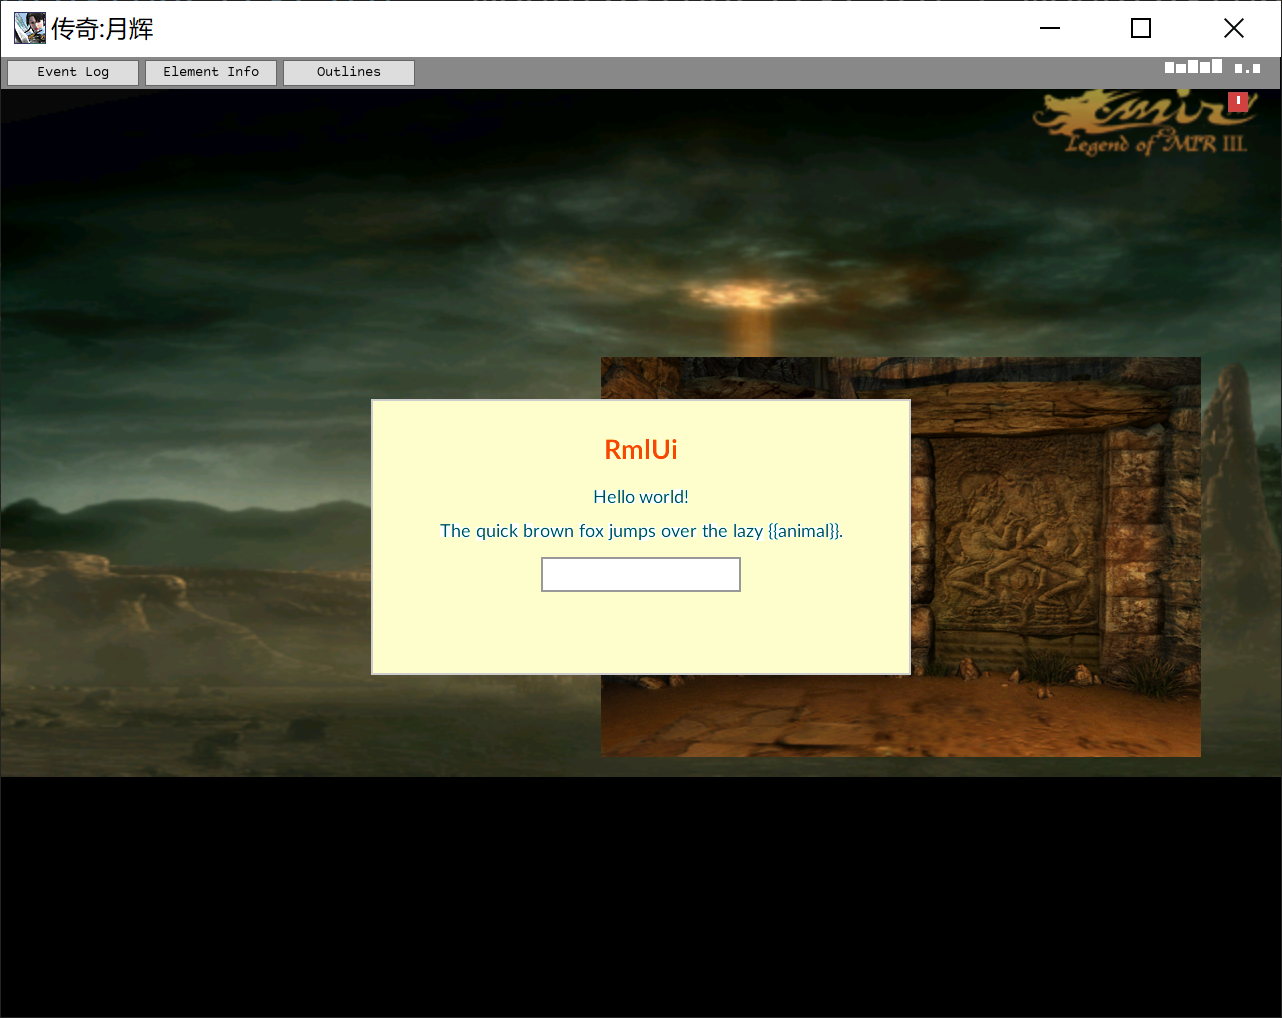 传奇:月辉
Event Log
Element Info
Outlines
mir
Legend of MIR III
RmlUi
Hello world!
The quick brown fox jumps over the lazy {{animal}}.